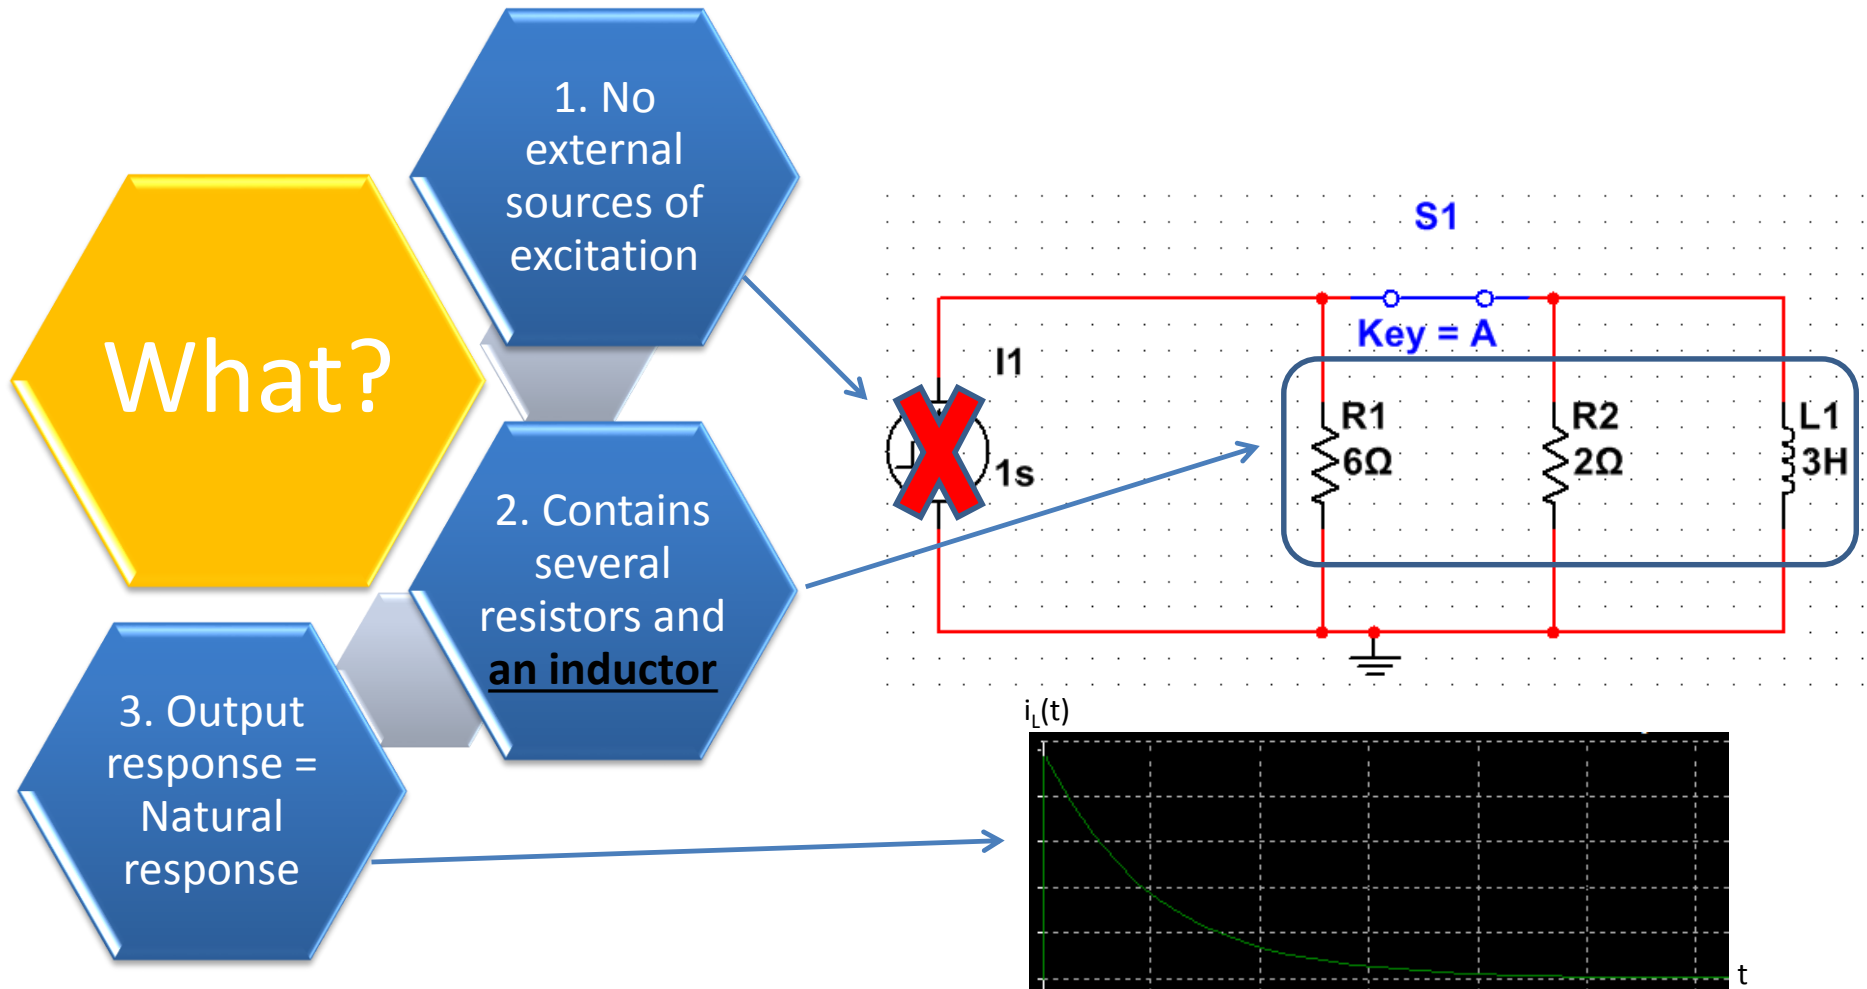 What?
1. No
external
sources of
excitation
2. Contains
several
resistors and
an inductor
3. Output
response =
Natural
response
S1
Key = A
I1
1s
R1
6Ω
R2
2Ω
L1
3H
i_L(t)
t